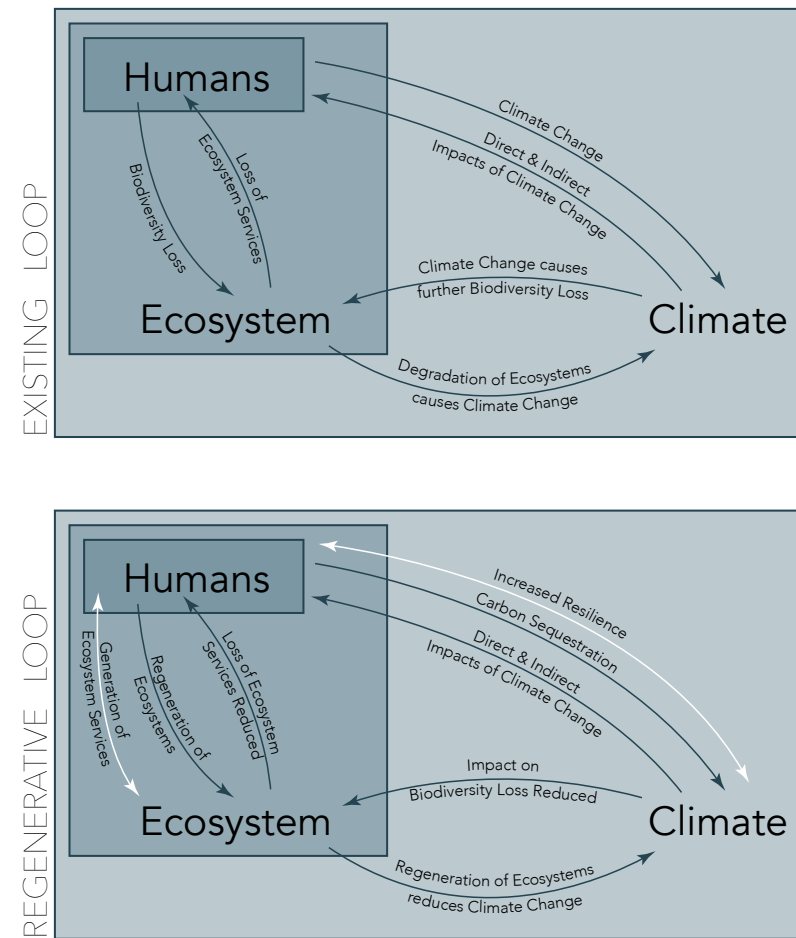 EXISTING LOOP
Humans
Climate Change
Direct & Indirect
Impacts of Climate Change
Loss of
Ecosystem Services
Biodiversity Loss
Climate Change causes
further Biodiversity Loss
Ecosystem
Climate
Degradation of Ecosystems
causes Climate Change
REGENERATIVE LOOP
Humans
Increased Resilience
Carbon Sequestration
Direct & Indirect
Impacts of Climate Change
Generation of
Ecosystem Services
Regeneration of
Ecosystems
Loss of Ecosystem
Services Reduced
Impact on
Biodiversity Loss Reduced
Ecosystem
Climate
Regeneration of Ecosystems
reduces Climate Change